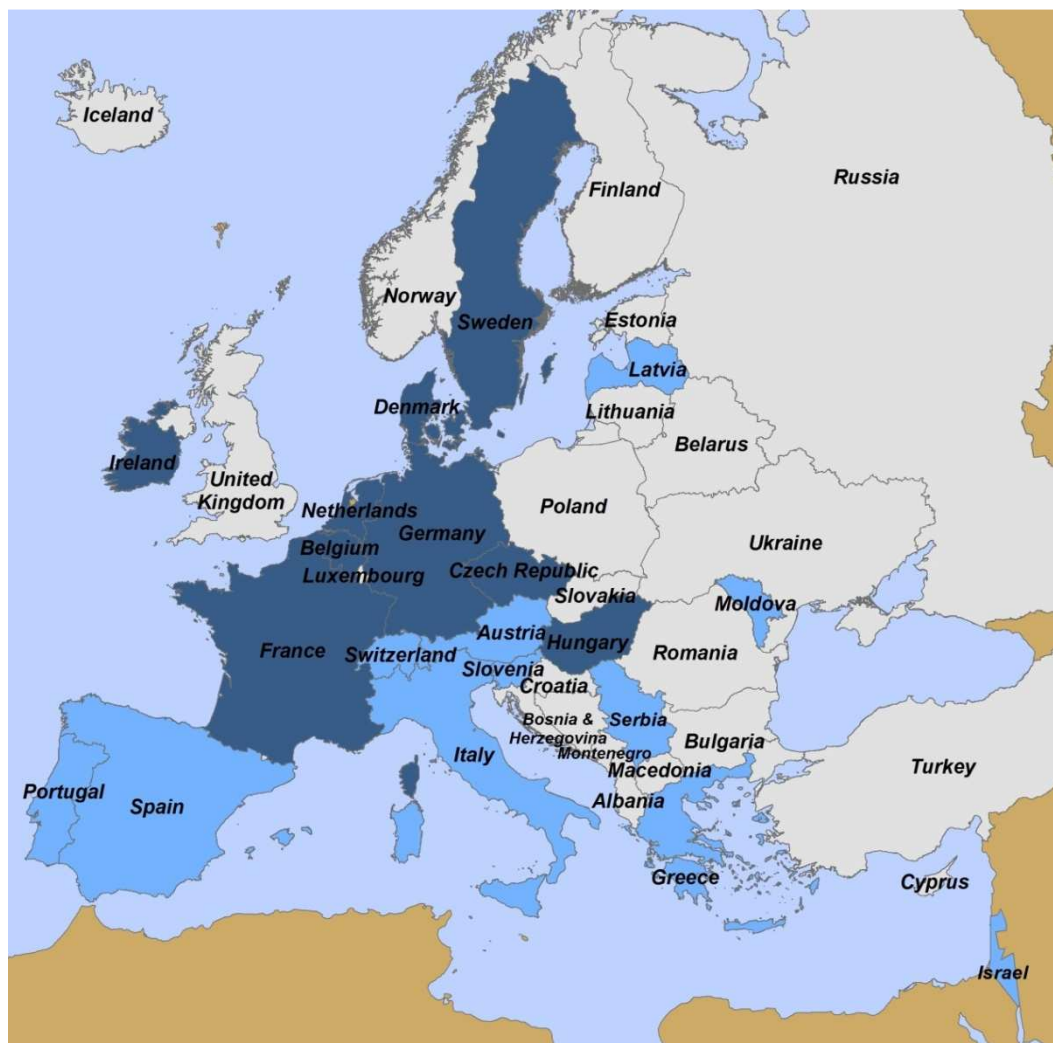 Iceland
Finland
Russia
Norway
Sweden
Estonia
Latvia
Denmark
Lithuania
Belarus
Ireland
United
Kingdom
Netherlands
Poland
Germany
Belgium
Ukraine
Luxembourg
Czech Republic
Slovakia
Moldova
Austria
Hungary
France
Switzerland
Romania
Slovenia
Croatia
Bosnia &
Herzegovina
Serbia
Montenegro
Bulgaria
Italy
Macedonia
Turkey
Portugal
Spain
Albania
Greece
Cyprus
Israel